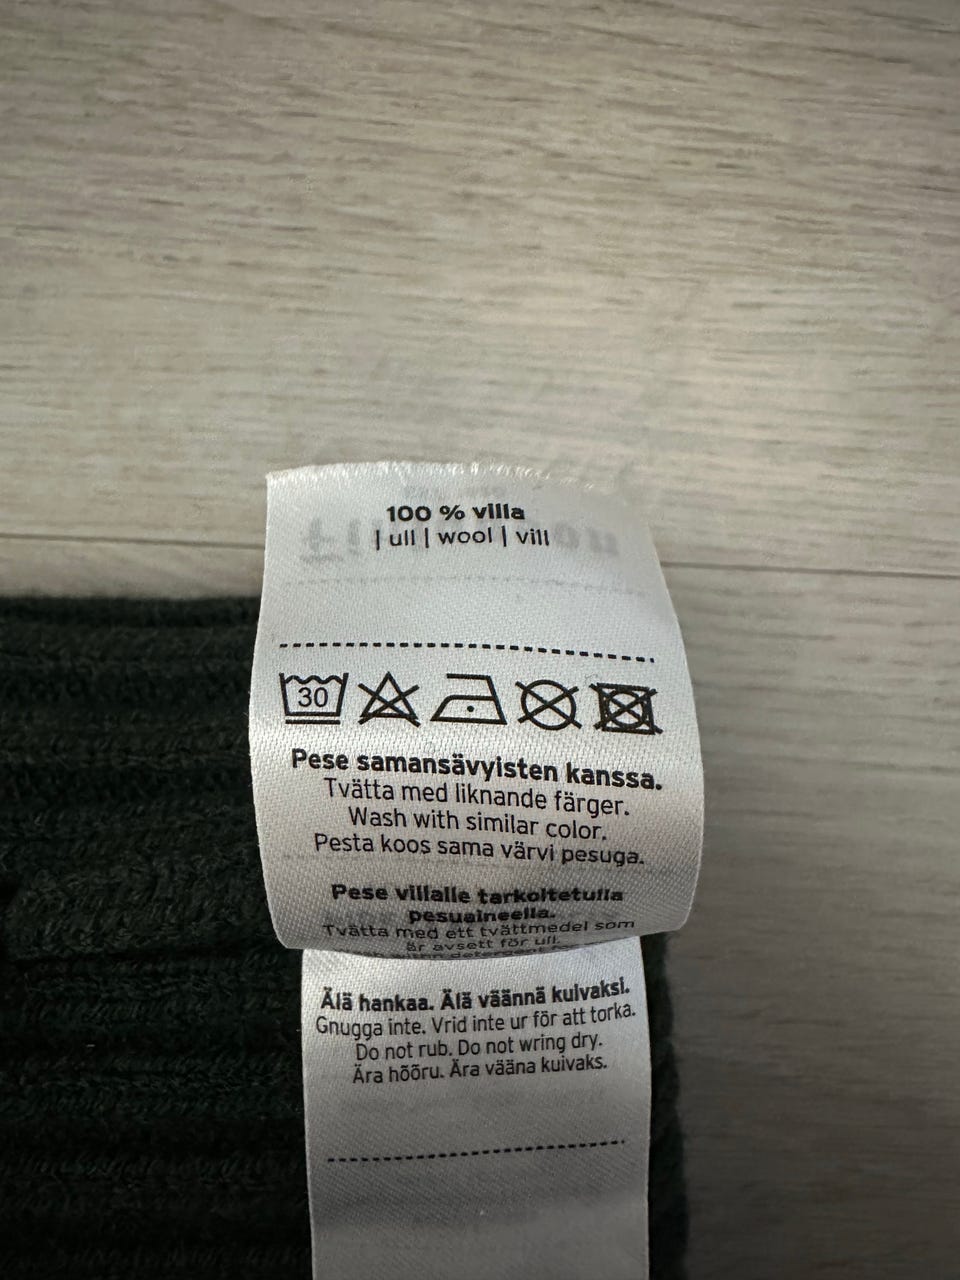 100 % villa
| ull | wool | vill
30
Pese samansävyisten kanssa.
Tvätta med liknande färger.
Wash with similar color.
Pesta koos sama värvi pesuga.
Pese villalle tarkoitetulla
pesuaineella.
Tvätta med ett tvättmedel som
är avsett för ull.
detergent
Älä hankaa. Älä väännä kuivaksi.
Gnugga inte. Vrid inte ur för att torka.
Do not rub. Do not wring dry.
Ära hõõru. Ära vääna kuivaks.